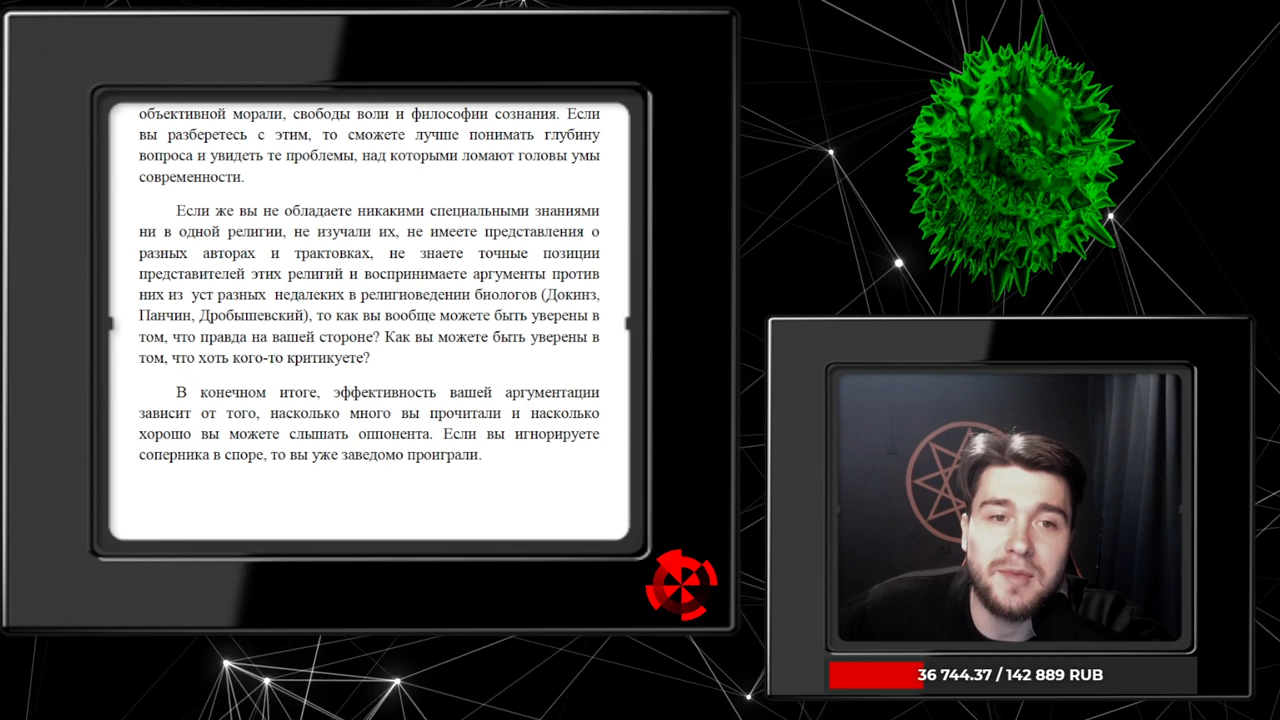 объективной морали, свободы воли и философии сознания. Если
вы разберетесь с этим, то сможете лучше понимать глубину
вопроса и увидеть те проблемы, над которыми ломают головы умы
современности.
Если же вы не обладаете никакими специальными знаниями
ни в одной религии, не изучали их, не имеете представления о
разных авторах и трактовках, не знаете точные позиции
представителей этих религий и воспринимаете аргументы против
них из уст разных недалеких в религиоведении биологов (Докинз,
Панчин, Дробышевский), то как вы вообще можете быть уверены в
том, что правда на вашей стороне? Как вы можете быть уверены в
том, что хоть кого-то критикуете?
В конечном итоге, эффективность вашей аргументации
зависит от того, насколько много вы прочитали и насколько
хорошо вы можете слышать оппонента. Если вы игнорируете
соперника в споре, то вы уже заведомо проиграли.
36 744.37 / 142 889 RUB